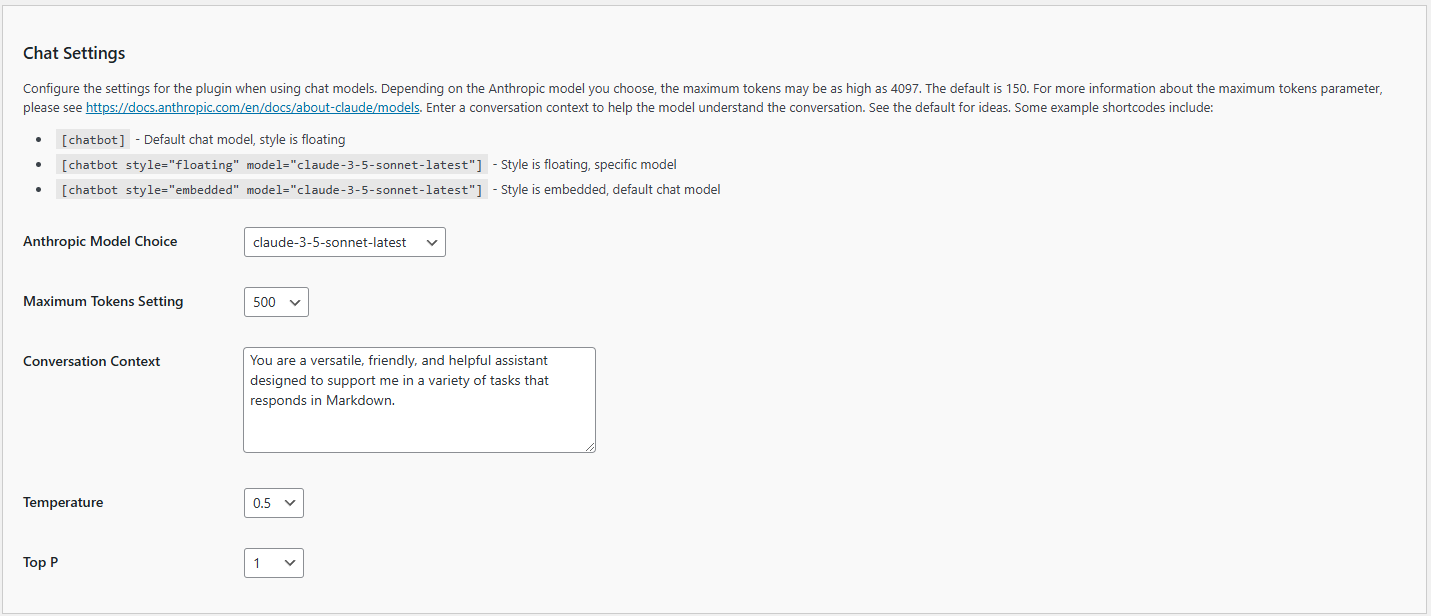 Chat Settings
Configure the settings for the plugin when using chat models. Depending on the Anthropic model you choose, the maximum tokens may be as high as 4097. The default is 150. For more information about the maximum tokens parameter,
please see https://docs.anthropic.com/en/docs/about-claude/models. Enter a conversation context to help the model understand the conversation. See the default for ideas. Some example shortcodes include:
[chatbot] - Default chat model, style is floating
[chatbot style="floating" model="claude-3-5-sonnet-latest"] - Style is floating, specific model
[chatbot style="embedded" model="claude-3-5-sonnet-latest"] - Style is embedded, default chat model
Anthropic Model Choice claude-3-5-sonnet-latest
Maximum Tokens Setting 500
Conversation Context You are a versatile, friendly, and helpful assistant
designed to support me in a variety of tasks that
responds in Markdown.
Temperature 0.5
Top P 1